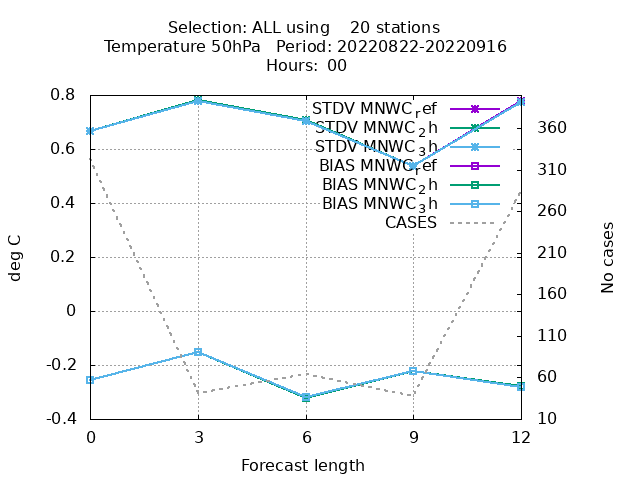 Selection: ALL using    20 stations
Temperature 50hPa   Period: 20220822-20220916
Hours:  00
0.8
0.6
0.4
0.2
0
-0.2
-0.4
deg C
STDV MNWC_ref
STDV MNWC_2h
STDV MNWC_3h
BIAS MNWC_ref
BIAS MNWC_2h
BIAS MNWC_3h
CASES
360
310
260
210
160
110
60
10
No cases
0 3 6 9 12
Forecast length